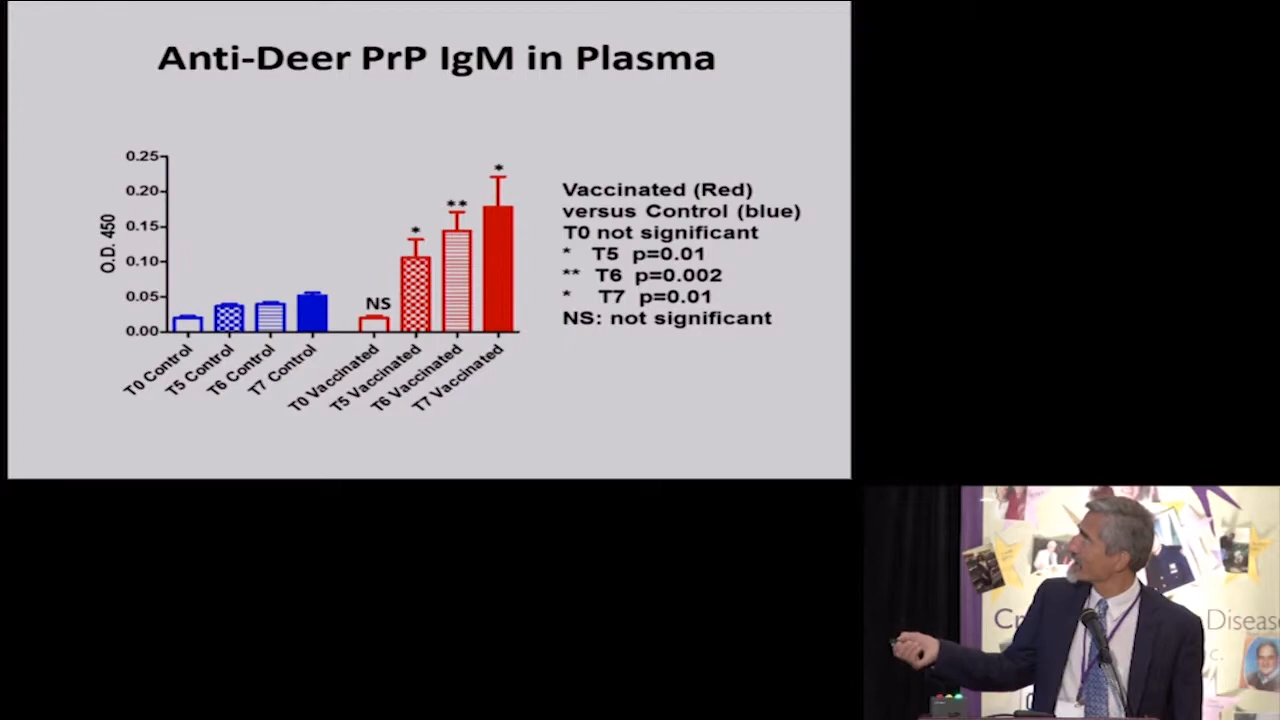 Anti-Deer PrP IgM in Plasma
0.25
0.20
0.15
0.10
0.05
0.00
O.D. 450
NS
*
**
*
T0 Control
T5 Control
T6 Control
T7 Control
T0 Vaccinated
T5 Vaccinated
T6 Vaccinated
T7 Vaccinated
Vaccinated (Red)
versus Control (blue)
T0 not significant
* T5 p=0.01
** T6 p=0.002
* T7 p=0.01
NS: not significant
Disease